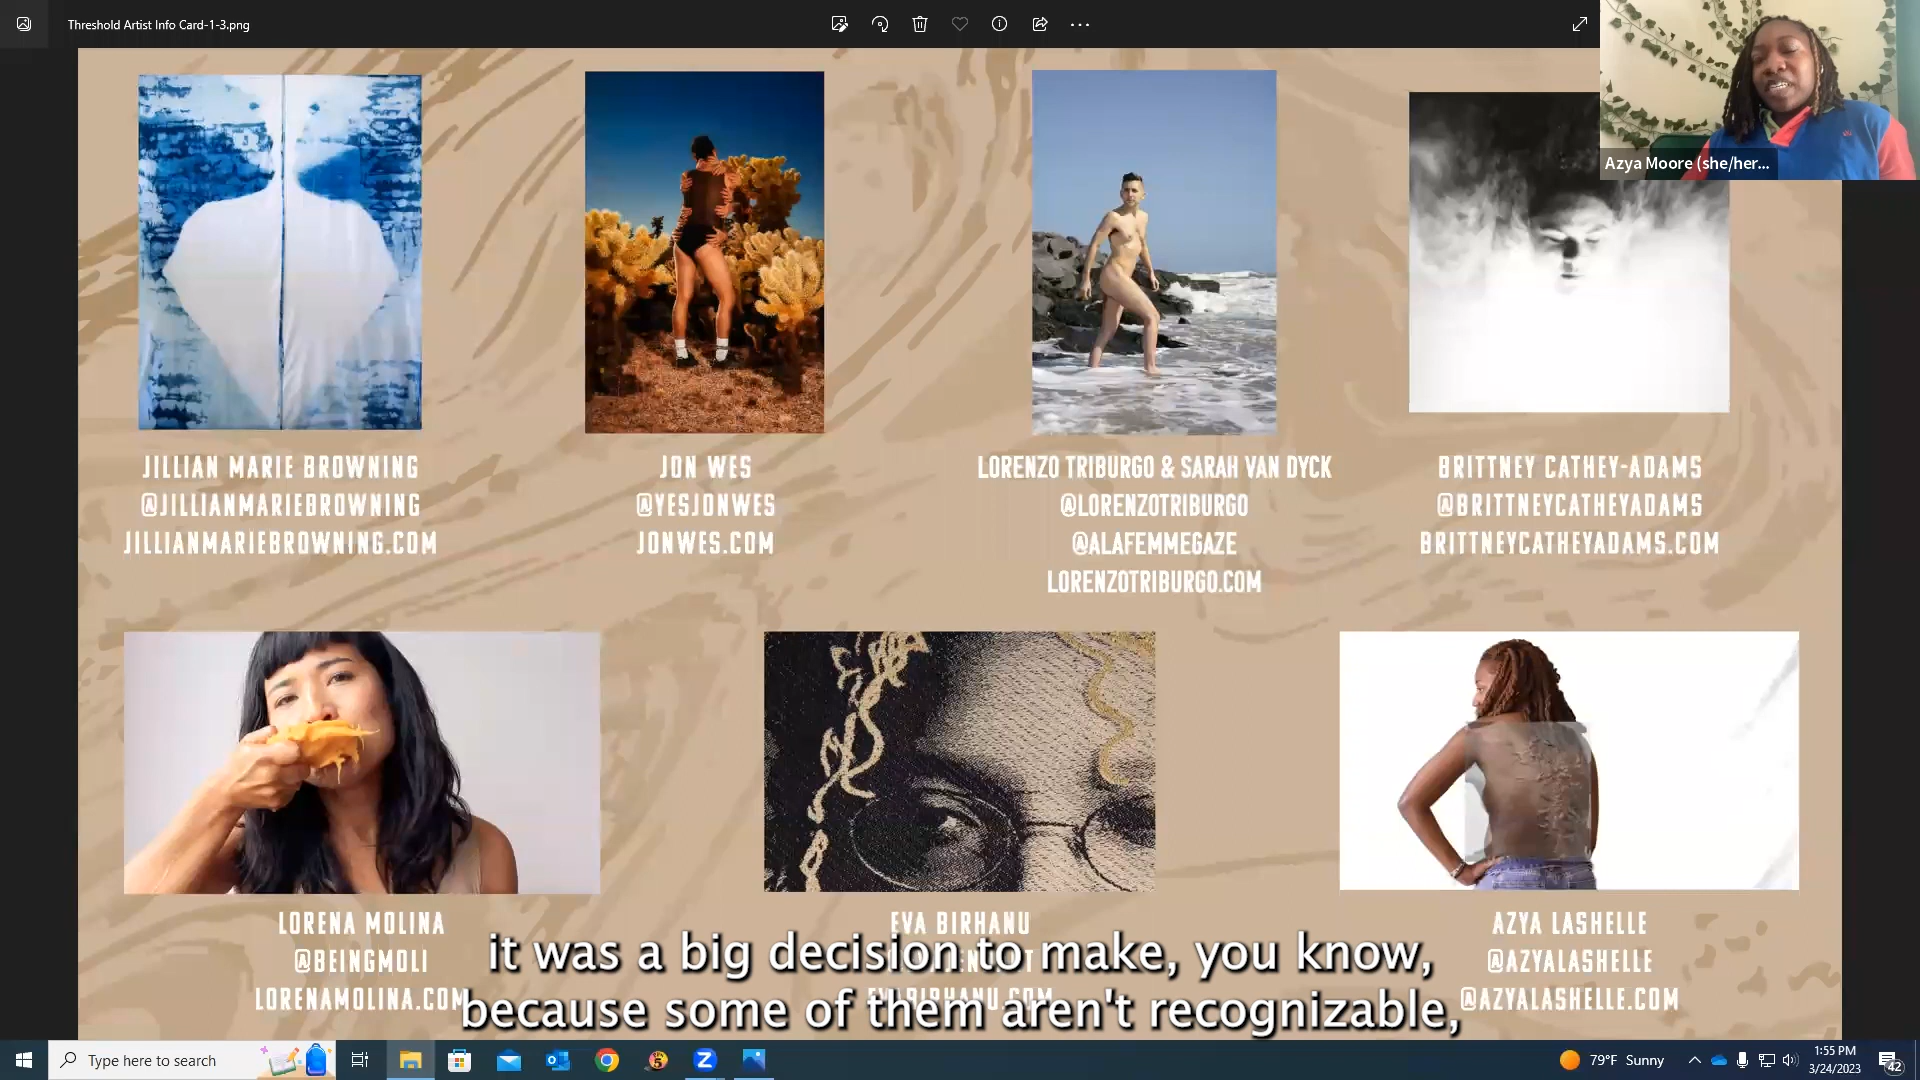 Threshold Artist Info Card-1-3.png
Azya Moore (she/her...
JILLIAN MARIE BROWNING
@JILLIANMARIEBROWNING
JILLIANMARIEBROWNING.COM
JON WES
@YESJONWES
JONWES.COM
LORENZO TRIBURGO & SARAH VAN DYCK
@LORENZOTRIBURGO
@ALAFEMMEGAZE
LORENZOTRIBURGO.COM
BRITTNEY CATHEY-ADAMS
@BRITTNEYCATHEYADAMS
BRITTNEYCATHEYADAMS.COM
LORENA MOLINA
@BEINGMOLI
LORENAMOLINA.COM
EVA BIRHANU
EVABIRHANU.COM
AZYA LASHELLE
@AZYALASHELLE
@AZYALASHELLE.COM
it was a big decision to make, you know,
because some of them aren't recognizable,
Type here to search
79°F Sunny
1:55 PM
3/24/2023
42